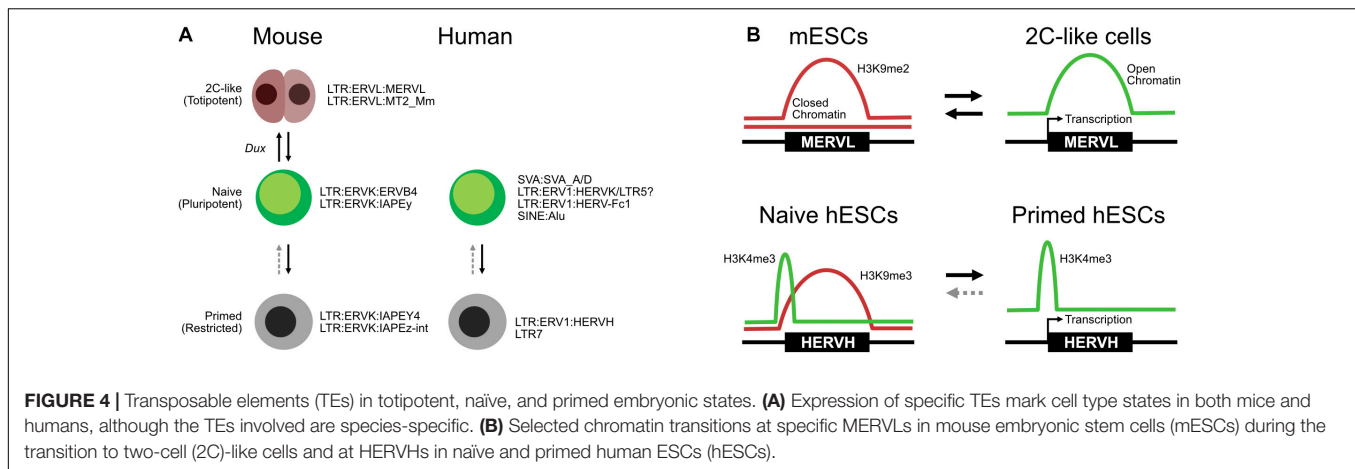 A
Mouse
Human
2C-like
(Totipotent)
LTR:ERVL:MERVL
LTR:ERVL:MT2_Mm
Dux
Naive
(Pluripotent)
LTR:ERVK:ERVB4
LTR:ERVK:IAPEy
SVA:SVA_A/D
LTR:ERV1:HERVK/LTR5?
LTR:ERV1:HERV-Fc1
SINE:Alu
Primed
(Restricted)
LTR:ERVK:IAPEY4
LTR:ERVK:IAPEz-int
LTR:ERV1:HERVH
LTR7
B
mESCs
2C-like cells
H3K9me2
Closed
Chromatin
MERVL
Open
Chromatin
Transcription
MERVL
Naive hESCs
Primed hESCs
H3K4me3
H3K9me3
HERVH
H3K4me3
Transcription
HERVH
FIGURE 4 | Transposable elements (TEs) in totipotent, naïve, and primed embryonic states. (A) Expression of specific TEs mark cell type states in both mice and
humans, although the TEs involved are species-specific. (B) Selected chromatin transitions at specific MERVLs in mouse embryonic stem cells (mESCs) during the
transition to two-cell (2C)-like cells and at HERVHs in naïve and primed human ESCs (hESCs).